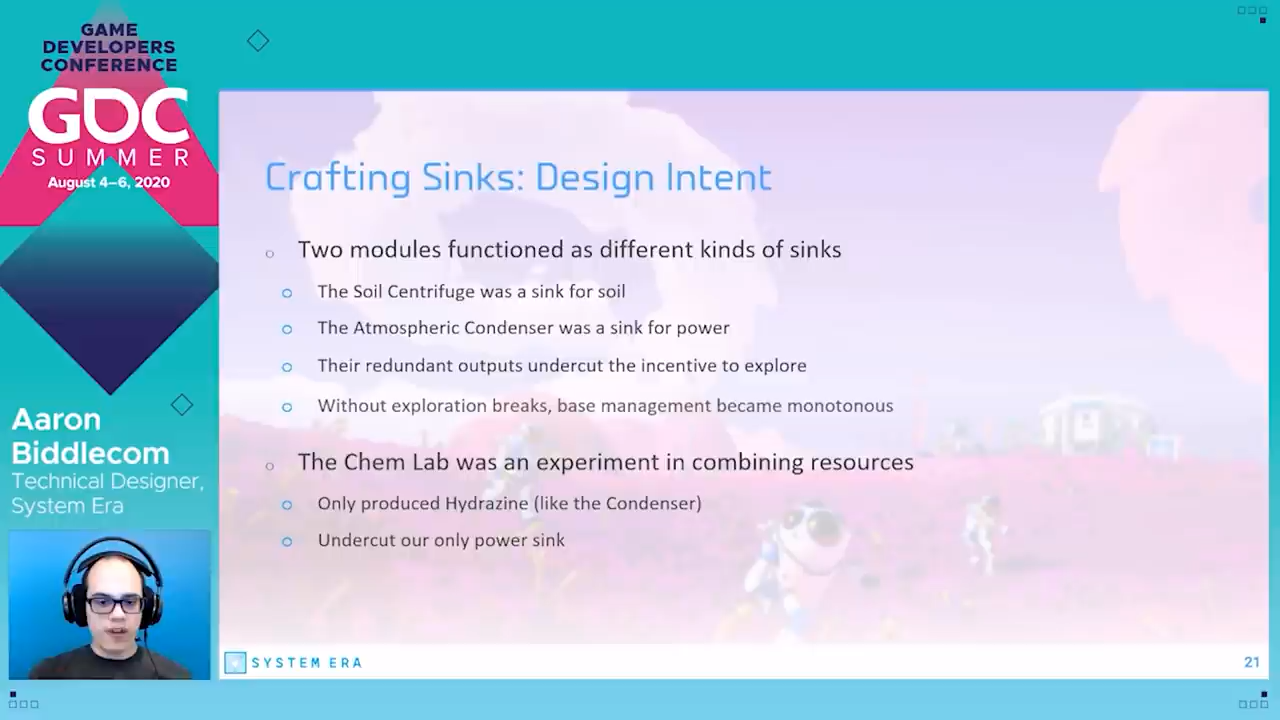 GAME
DEVELOPERS
CONFERENCE
GDC
SUMMER
August 4–6, 2020
Aaron
Biddlecom
Technical Designer,
System Era
Crafting Sinks: Design Intent
Two modules functioned as different kinds of sinks
The Soil Centrifuge was a sink for soil
The Atmospheric Condenser was a sink for power
Their redundant outputs undercut the incentive to explore
Without exploration breaks, base management became monotonous
The Chem Lab was an experiment in combining resources
Only produced Hydrazine (like the Condenser)
Undercut our only power sink
SYSTEM ERA
21